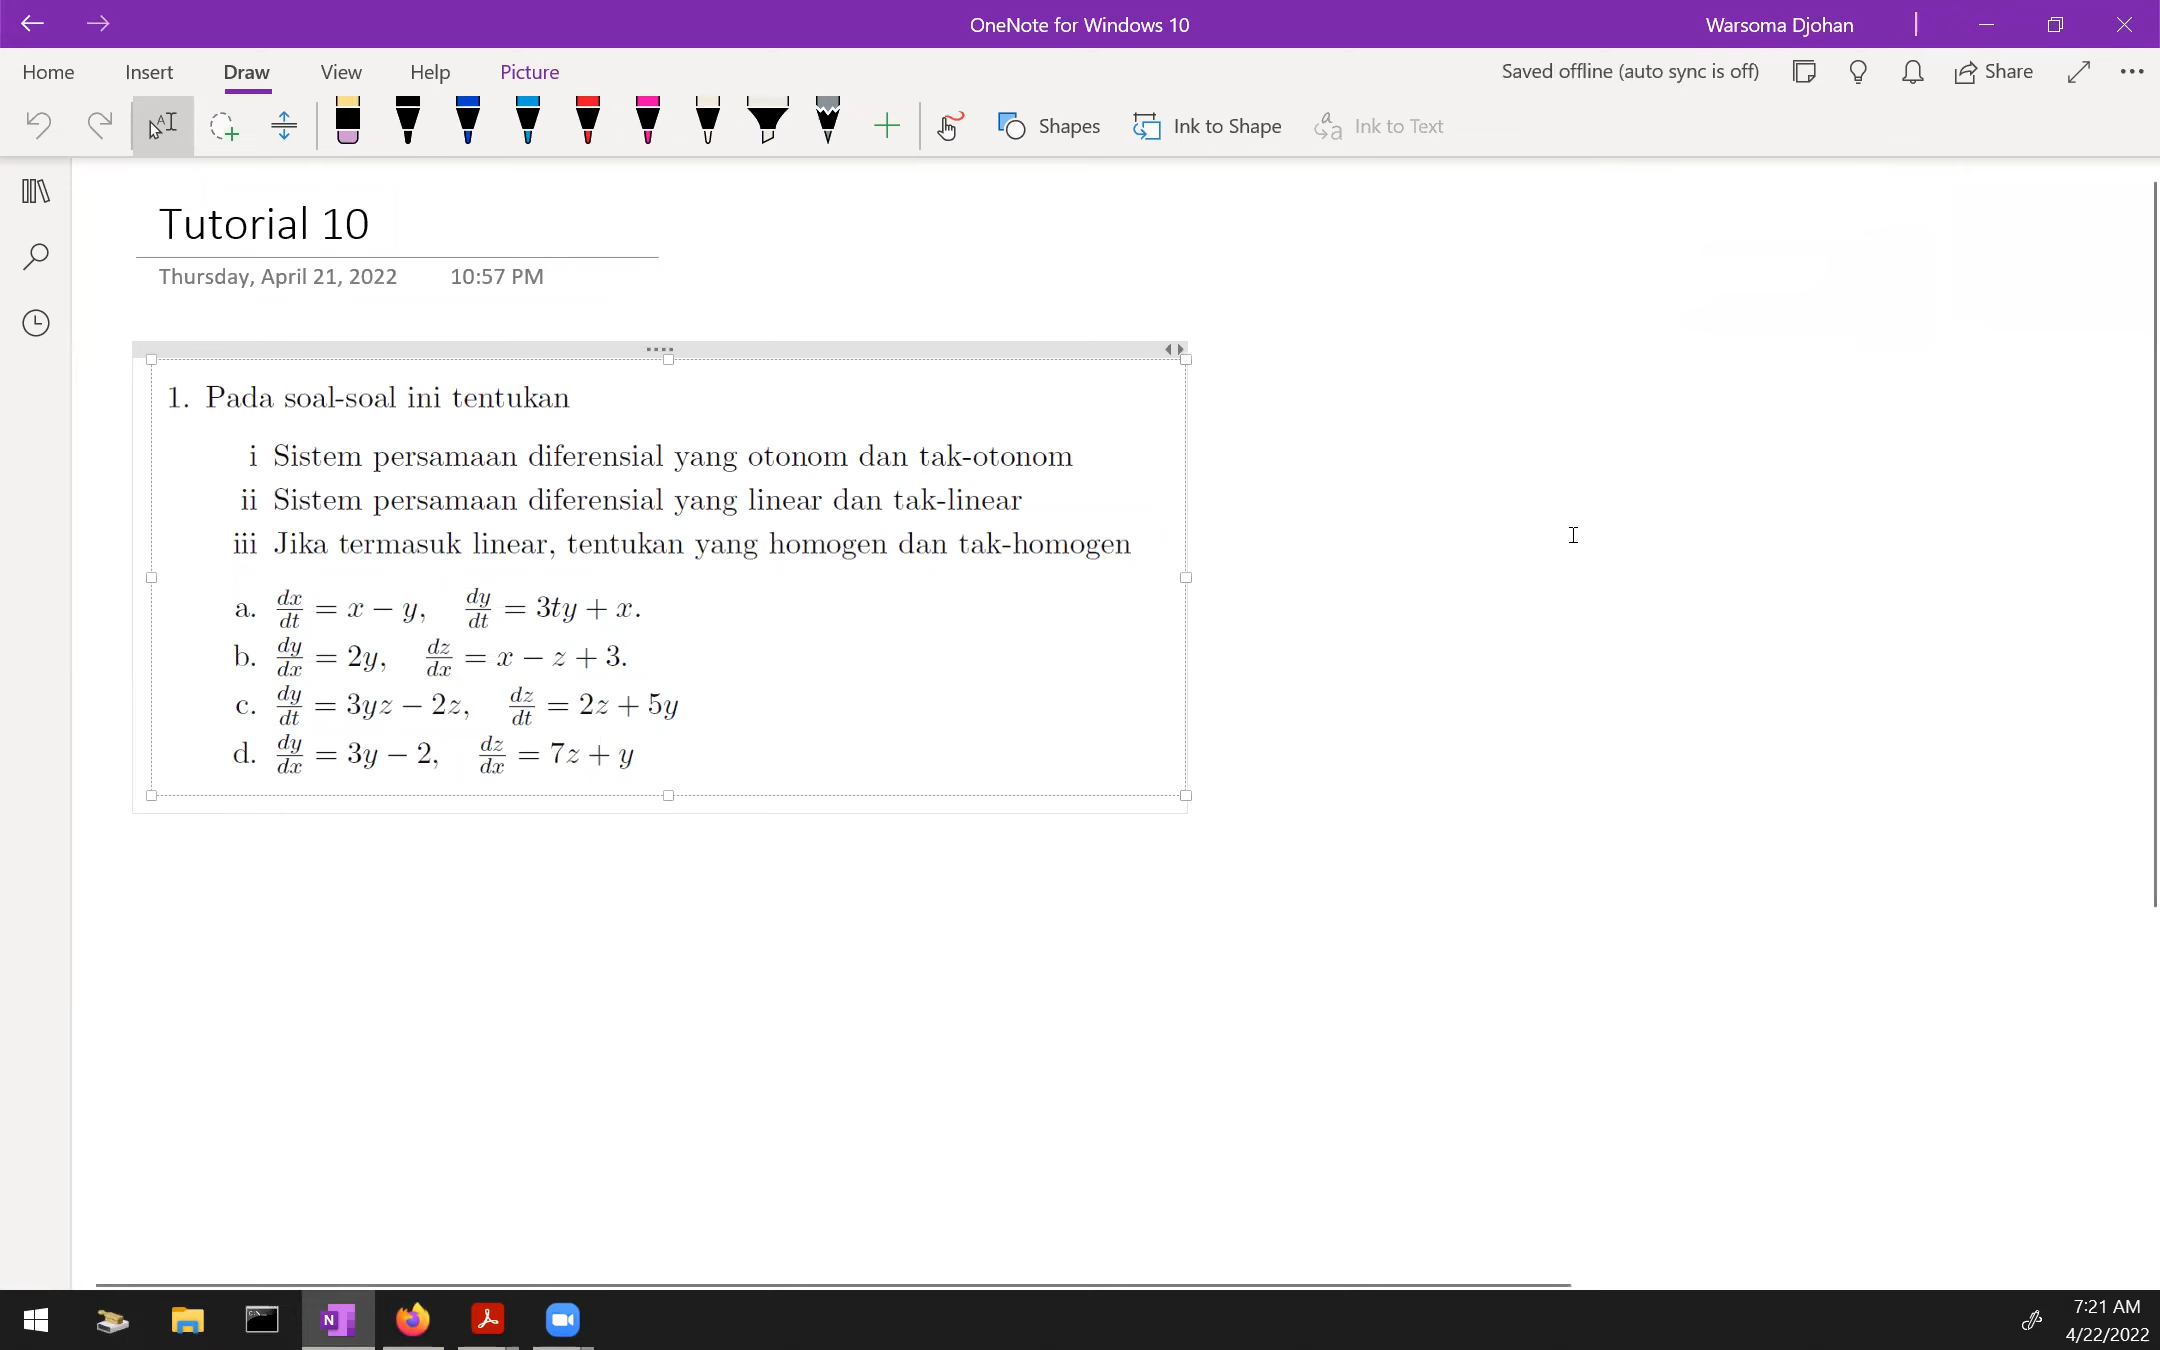 OneNote for Windows 10
Warsoma Djohan
Home Insert Draw View Help Picture
Saved offline (auto sync is off)
Share
Shapes
Ink to Shape
Ink to Text
Tutorial 10
Thursday, April 21, 2022 10:57 PM
1. Pada soal-soal ini tentukan
i Sistem persamaan diferensial yang otonom dan tak-otonom
ii Sistem persamaan diferensial yang linear dan tak-linear
iii Jika termasuk linear, tentukan yang homogen dan tak-homogen
a. dx/dt = x − y, dy/dt = 3ty + x.
b. dy/dx = 2y, dz/dx = x − z + 3.
c. dy/dt = 3yz − 2z, dz/dt = 2z + 5y
d. dy/dx = 3y − 2, dz/dx = 7z + y
7:21 AM
4/22/2022